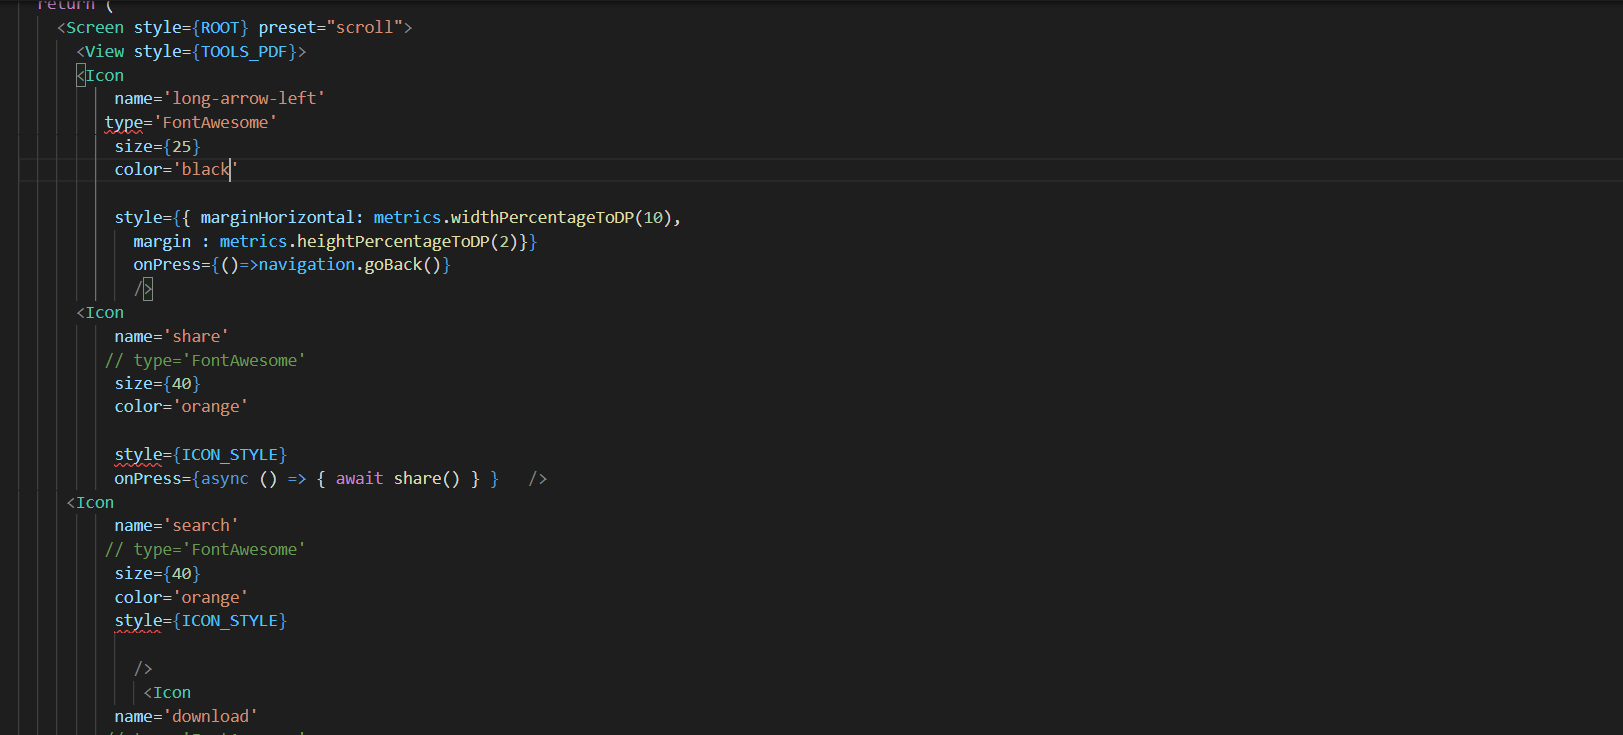 return (
<Screen style={ROOT} preset="scroll">
<View style={TOOLS_PDF}>
<Icon
name='long-arrow-left'
type='FontAwesome'
size={25}
color='black'
style={{ marginHorizontal: metrics.widthPercentageToDP(10),
margin : metrics.heightPercentageToDP(2)}}
onPress={()=>navigation.goBack()}
/>
<Icon
name='share'
// type='FontAwesome'
size={40}
color='orange'
style={ICON_STYLE}
onPress={async () => { await share() } }   />
<Icon
name='search'
// type='FontAwesome'
size={40}
color='orange'
style={ICON_STYLE}
/>
<Icon
name='download'